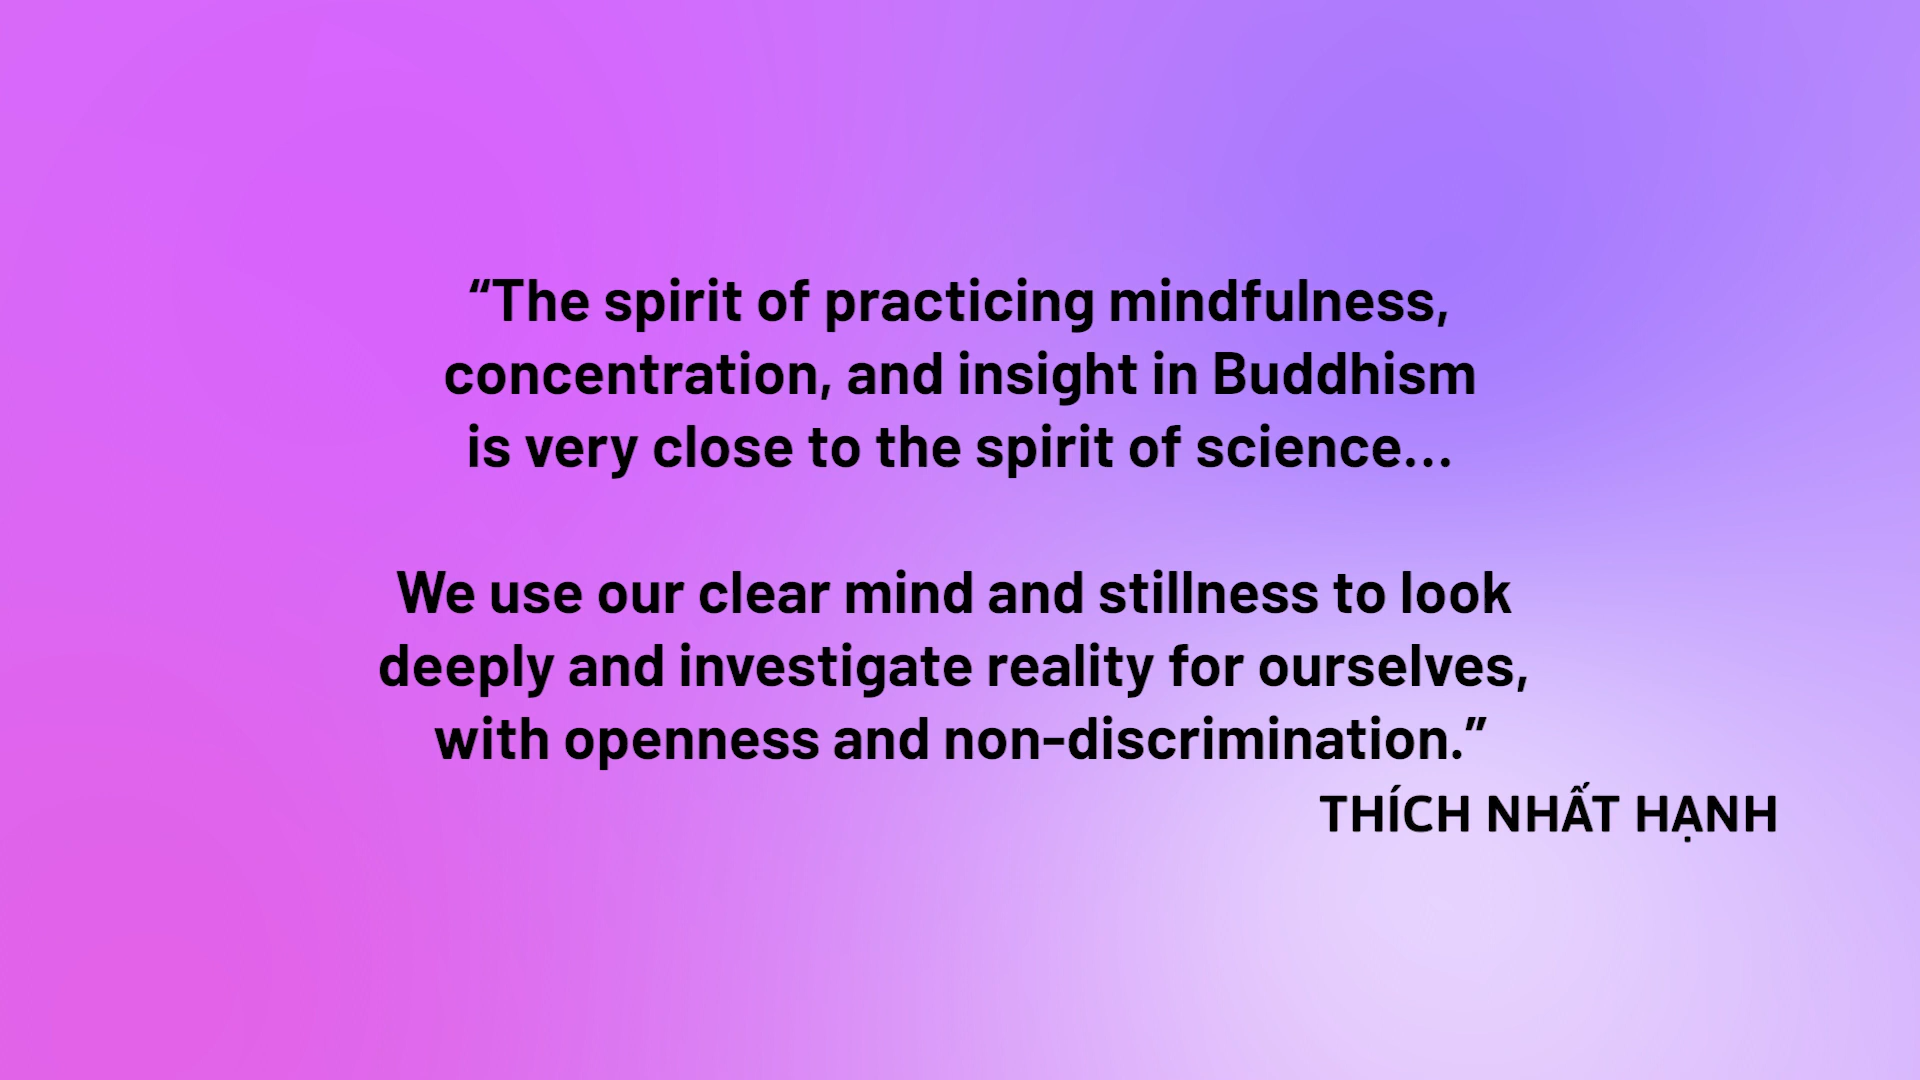 “The spirit of practicing mindfulness,
concentration, and insight in Buddhism
is very close to the spirit of science...
We use our clear mind and stillness to look
deeply and investigate reality for ourselves,
with openness and non-discrimination.”
THÍCH NHẤT HẠNH